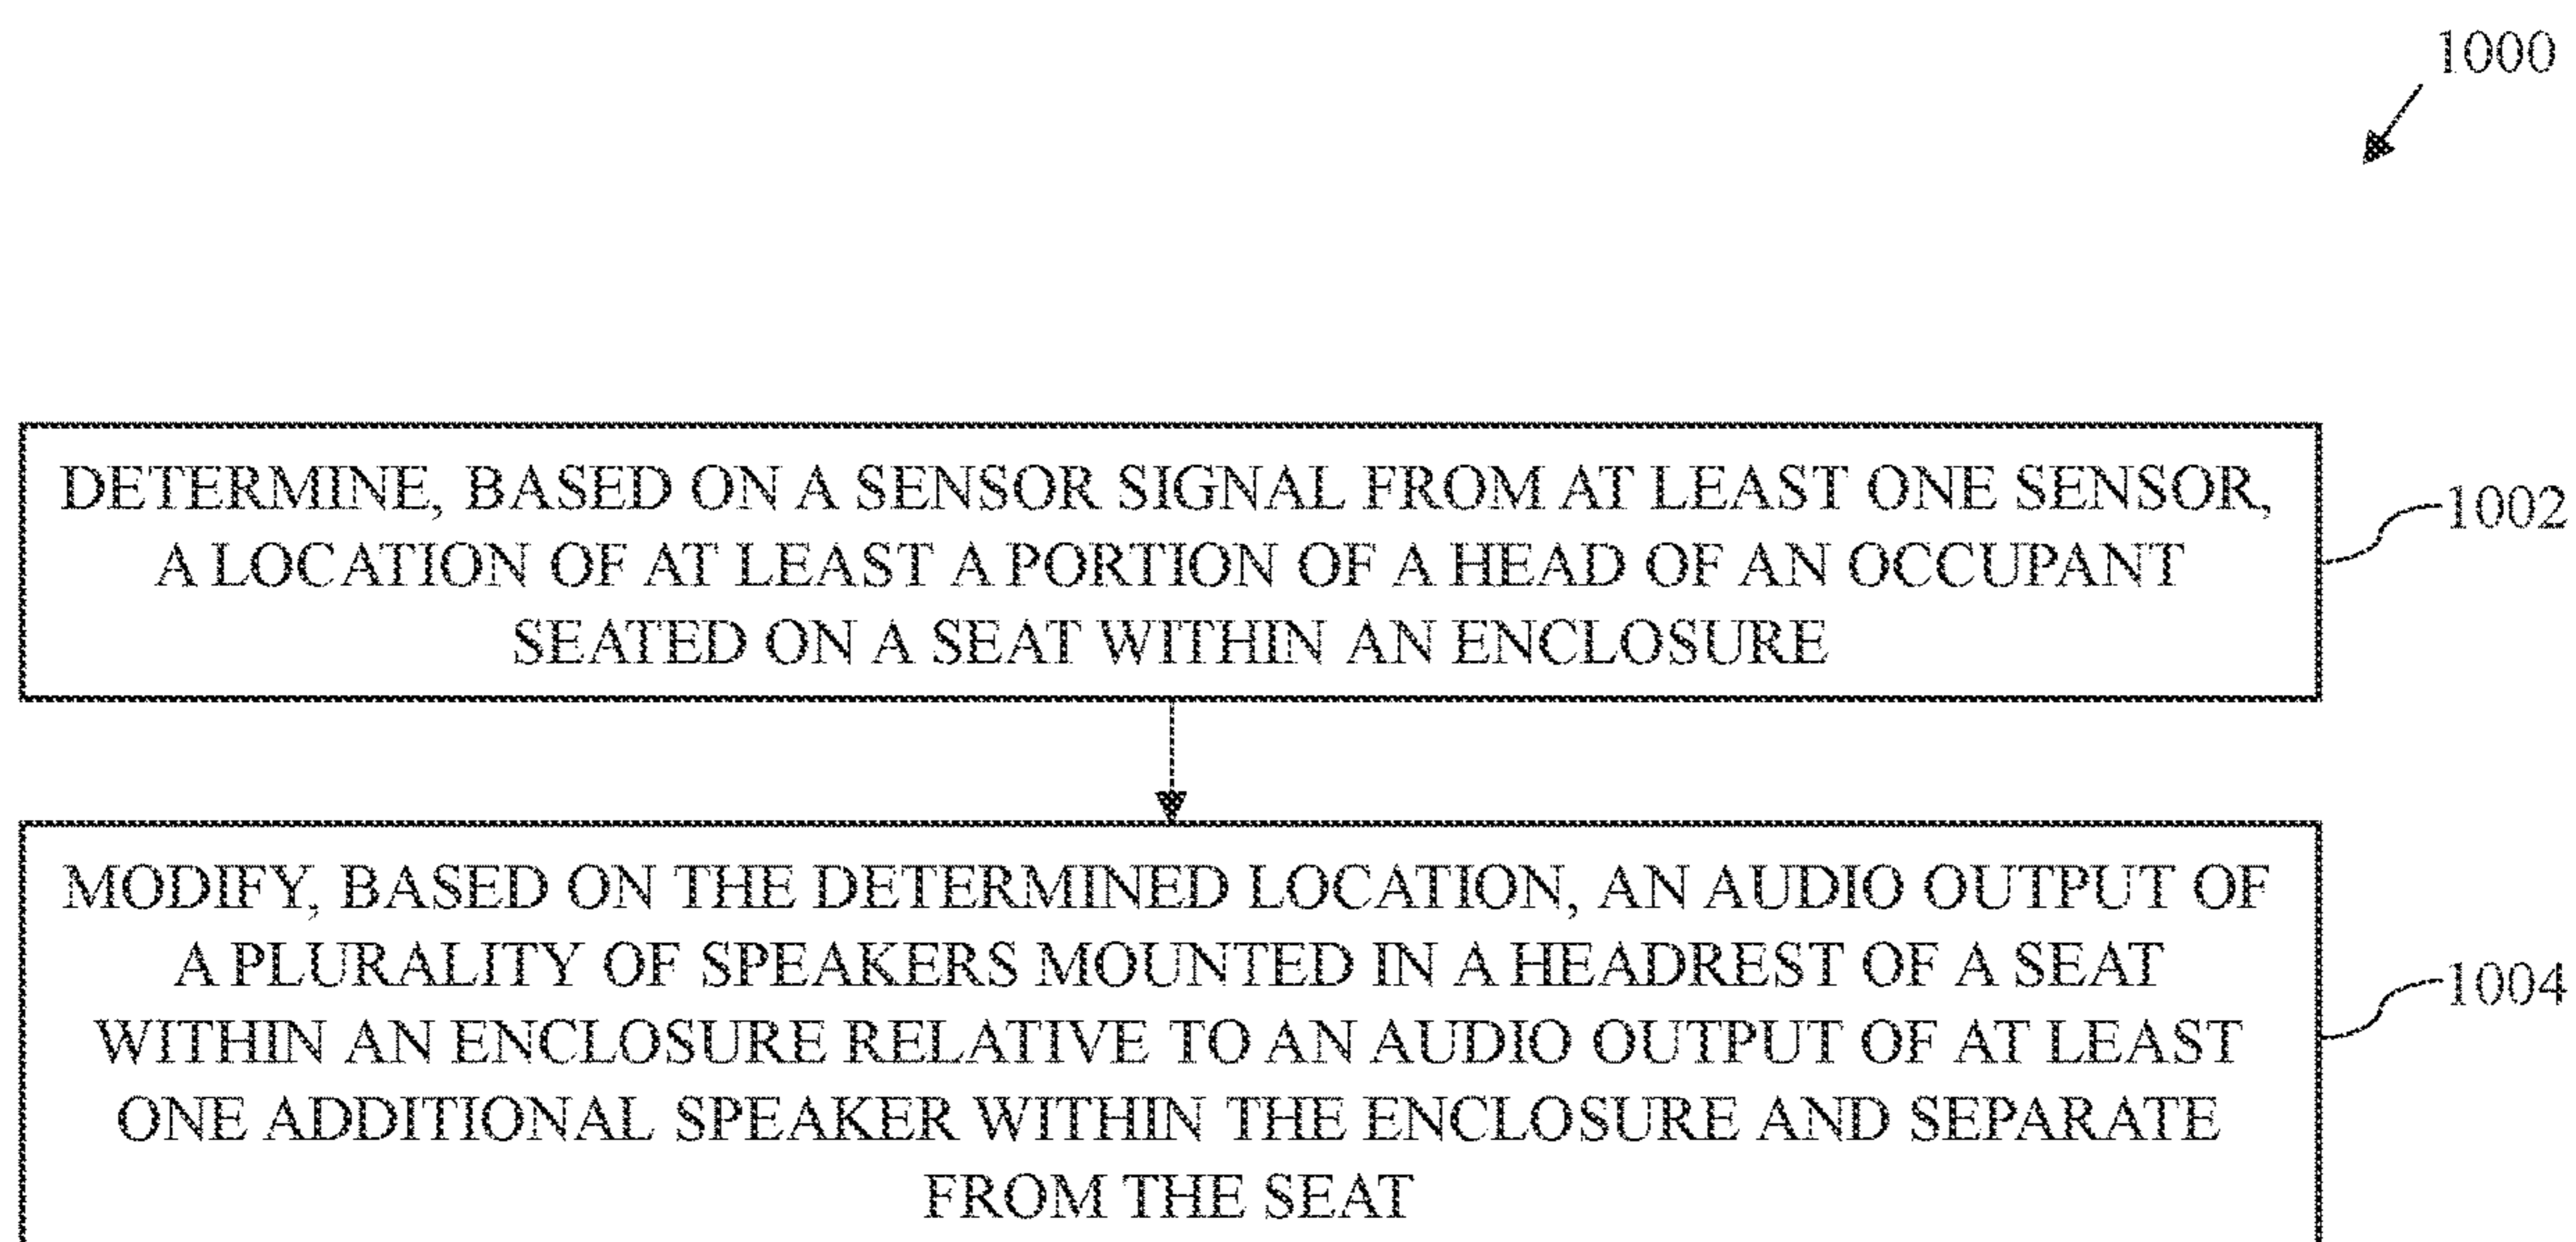 1000
DETERMINE, BASED ON A SENSOR SIGNAL FROM AT LEAST ONE SENSOR,
A LOCATION OF AT LEAST A PORTION OF A HEAD OF AN OCCUPANT
SEATED ON A SEAT WITHIN AN ENCLOSURE
1002
MODIFY, BASED ON THE DETERMINED LOCATION, AN AUDIO OUTPUT OF
A PLURALITY OF SPEAKERS MOUNTED IN A HEADREST OF A SEAT
WITHIN AN ENCLOSURE RELATIVE TO AN AUDIO OUTPUT OF AT LEAST
ONE ADDITIONAL SPEAKER WITHIN THE ENCLOSURE AND SEPARATE
FROM THE SEAT
1004